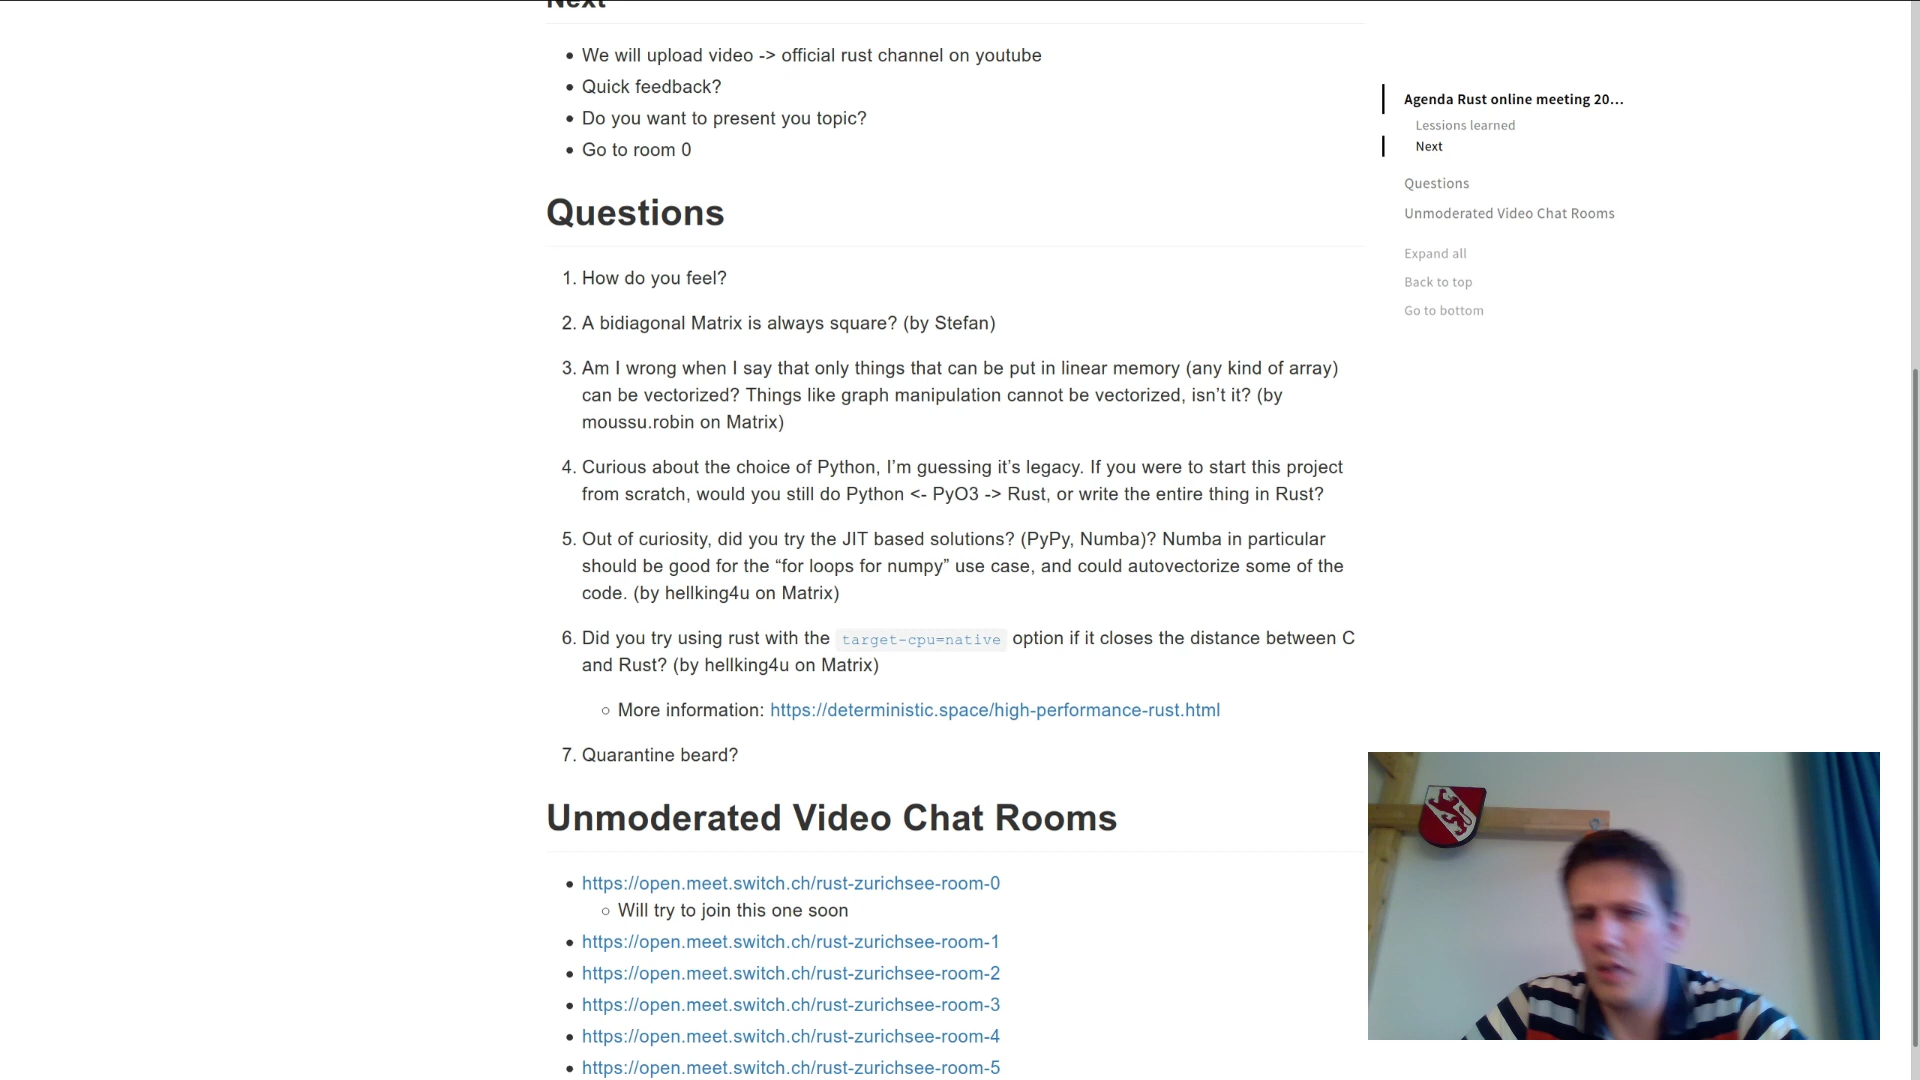 Next
We will upload video -> official rust channel on youtube
Quick feedback?
Do you want to present you topic?
Go to room 0
Questions
1. How do you feel?
2. A bidiagonal Matrix is always square? (by Stefan)
3. Am I wrong when I say that only things that can be put in linear memory (any kind of array)
can be vectorized? Things like graph manipulation cannot be vectorized, isn’t it? (by
moussu.robin on Matrix)
4. Curious about the choice of Python, I’m guessing it’s legacy. If you were to start this project
from scratch, would you still do Python <- PyO3 -> Rust, or write the entire thing in Rust?
5. Out of curiosity, did you try the JIT based solutions? (PyPy, Numba)? Numba in particular
should be good for the “for loops for numpy” use case, and could autovectorize some of the
code. (by hellking4u on Matrix)
6. Did you try using rust with the target-cpu=native option if it closes the distance between C
and Rust? (by hellking4u on Matrix)
More information: https://deterministic.space/high-performance-rust.html
7. Quarantine beard?
Unmoderated Video Chat Rooms
https://open.meet.switch.ch/rust-zurichsee-room-0
Will try to join this one soon
https://open.meet.switch.ch/rust-zurichsee-room-1
https://open.meet.switch.ch/rust-zurichsee-room-2
https://open.meet.switch.ch/rust-zurichsee-room-3
https://open.meet.switch.ch/rust-zurichsee-room-4
https://open.meet.switch.ch/rust-zurichsee-room-5
Agenda Rust online meeting 20…
Lessions learned
Next
Questions
Unmoderated Video Chat Rooms
Expand all
Back to top
Go to bottom